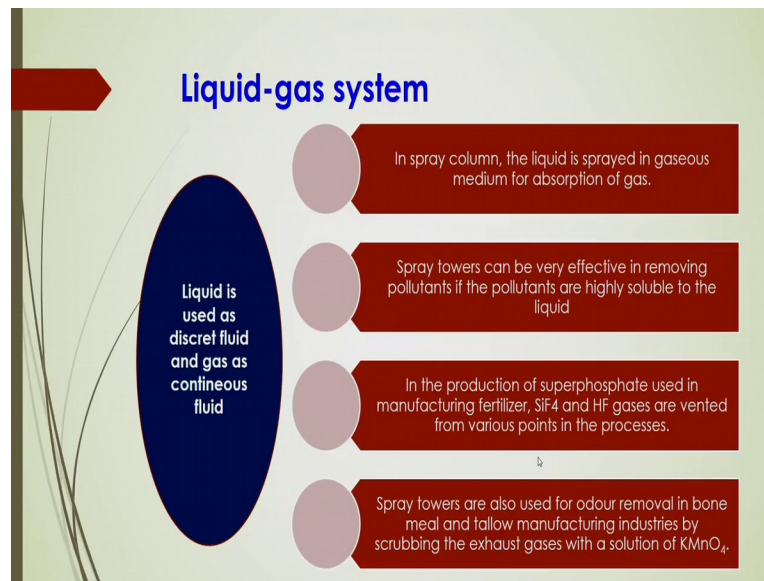 Liquid-gas system
Liquid is
used as
discret fluid
and gas as
contineous
fluid
In spray column, the liquid is sprayed in gaseous
medium for absorption of gas.
Spray towers can be very effective in removing
pollutants if the pollutants are highly soluble to the
liquid
In the production of superphosphate used in
manufacturing fertilizer, SiF4 and HF gases are vented
from various points in the processes.
Spray towers are also used for odour removal in bone
meal and tallow manufacturing industries by
scrubbing the exhaust gases with a solution of KMnO₄.